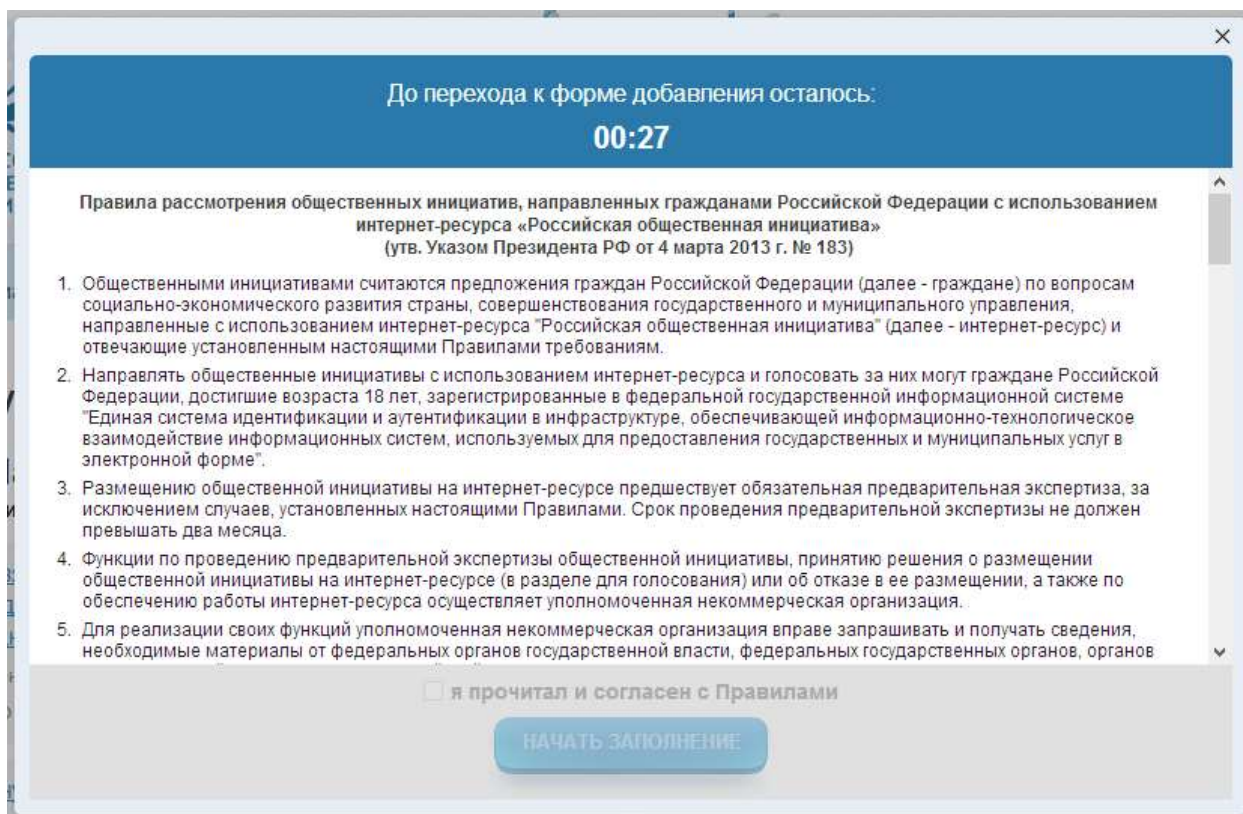 До перехода к форме добавления осталось:
00:27
Правила рассмотрения общественных инициатив, направленных гражданами Российской Федерации с использованием
интернет-ресурса «Российская общественная инициатива»
(утв. Указом Президента РФ от 4 марта 2013 г. № 183)
1. Общественными инициативами считаются предложения граждан Российской Федерации (далее - граждане) по вопросам
социально-экономического развития страны, совершенствования государственного и муниципального управления,
направленные с использованием интернет-ресурса "Российская общественная инициатива" (далее - интернет-ресурс) и
отвечающие установленным настоящими Правилами требованиям.
2. Направлять общественные инициативы с использованием интернет-ресурса и голосовать за них могут граждане Российской
Федерации, достигшие возраста 18 лет, зарегистрированные в федеральной государственной информационной системе
"Единая система идентификации и аутентификации в инфраструктуре, обеспечивающей информационно-технологическое
взаимодействие информационных систем, используемых для предоставления государственных и муниципальных услуг в
электронной форме".
3. Размещению общественной инициативы на интернет-ресурсе предшествует обязательная предварительная экспертиза, за
исключением случаев, установленных настоящими Правилами. Срок проведения предварительной экспертизы не должен
превышать два месяца.
4. Функции по проведению предварительной экспертизы общественной инициативы, принятию решения о размещении
общественной инициативы на интернет-ресурсе (в разделе для голосования) или об отказе в ее размещении, а также по
обеспечению работы интернет-ресурса осуществляет уполномоченная некоммерческая организация.
5. Для реализации своих функций уполномоченная некоммерческая организация вправе запрашивать и получать сведения,
необходимые материалы от федеральных органов государственной власти, федеральных государственных органов, органов
я прочитал и согласен с Правилами
НАЧАТЬ ЗАПОЛНЕНИЕ